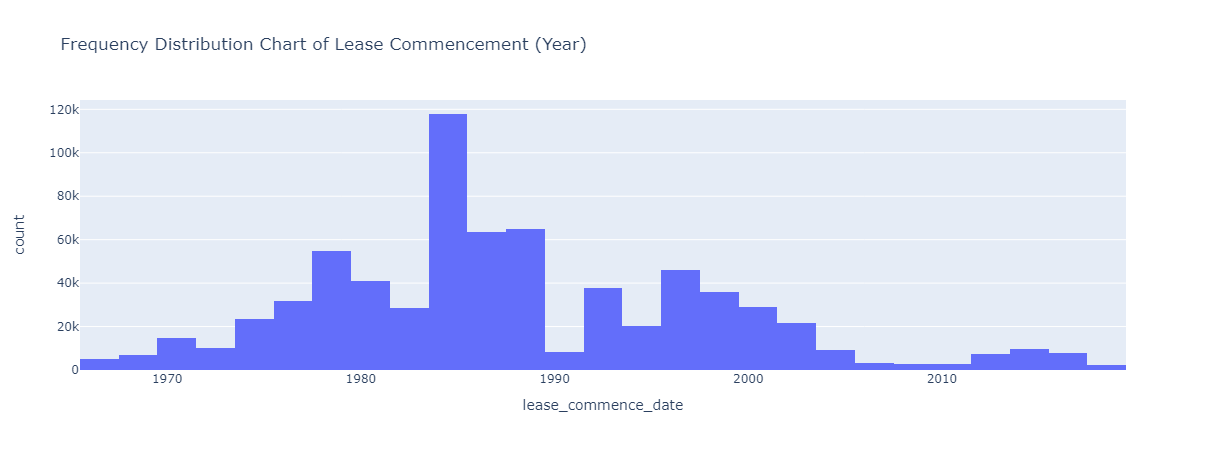 Frequency Distribution Chart of Lease Commencement (Year)
120k
100k
80k
60k
40k
20k
0
count
1970 1980 1990 2000 2010
lease_commence_date